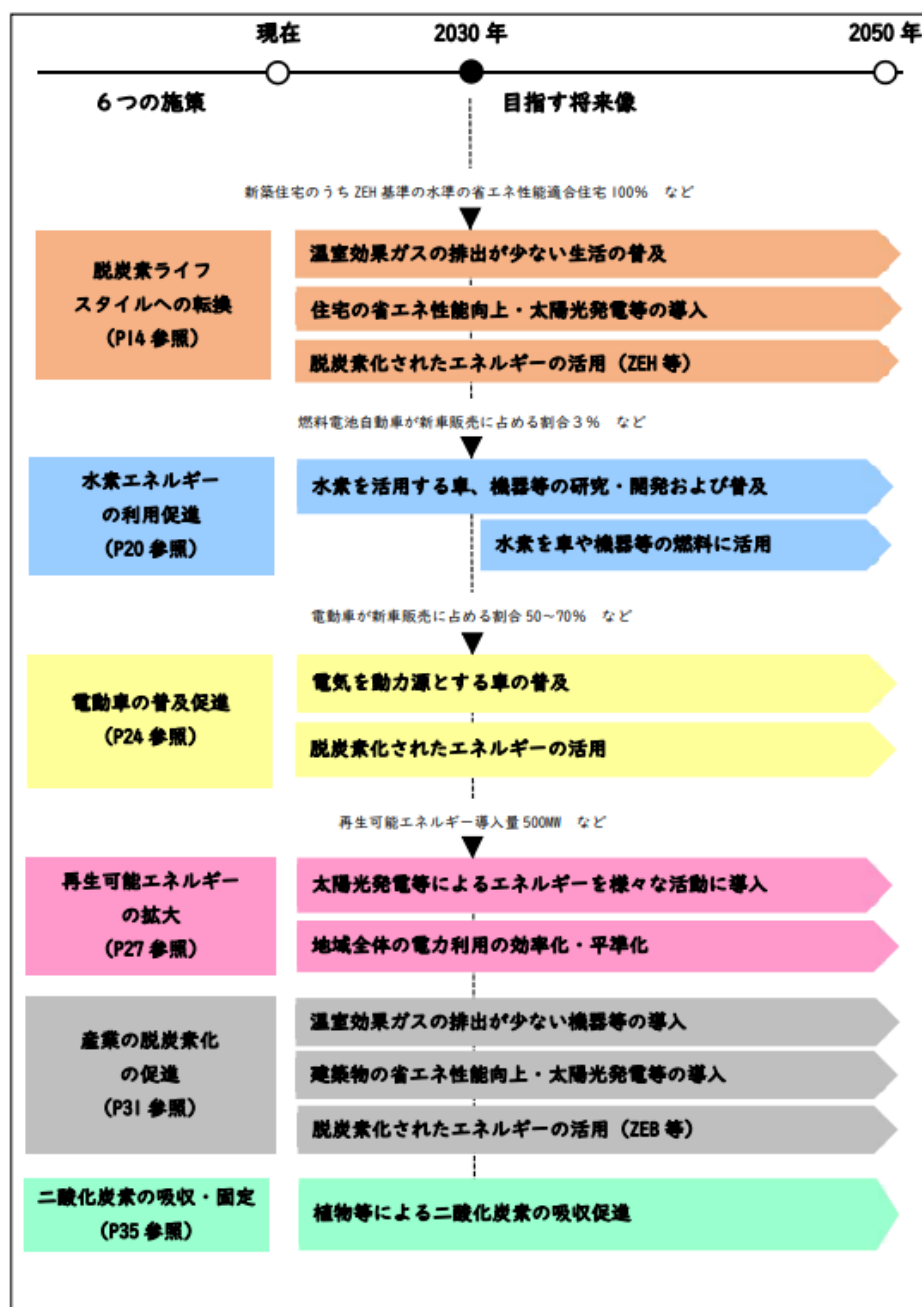 現在 2030年 2050年
6つの施策 目指す将来像
新築住宅のうちZEH基準の水準の省エネ性能適合住宅100% など
脱炭素ライフ
スタイルへの転換
(P14参照)
温室効果ガスの排出が少ない生活の普及
住宅の省エネ性能向上・太陽光発電等の導入
脱炭素化されたエネルギーの活用(ZEH等)
燃料電池自動車が新車販売に占める割合3% など
水素エネルギー
の利用促進
(P20参照)
水素を活用する車、機器等の研究・開発および普及
水素を車や機器等の燃料に活用
電動車が新車販売に占める割合50~70% など
電動車の普及促進
(P24参照)
電気を動力源とする車の普及
脱炭素化されたエネルギーの活用
再生可能エネルギー導入量500MW など
再生可能エネルギー
の拡大
(P27参照)
太陽光発電等によるエネルギーを様々な活動に導入
地域全体の電力利用の効率化・平準化
産業の脱炭素化
の促進
(P31参照)
温室効果ガスの排出が少ない機器等の導入
建築物の省エネ性能向上・太陽光発電等の導入
脱炭素化されたエネルギーの活用(ZEB等)
二酸化炭素の吸収・固定
(P35参照)
植物等による二酸化炭素の吸収促進